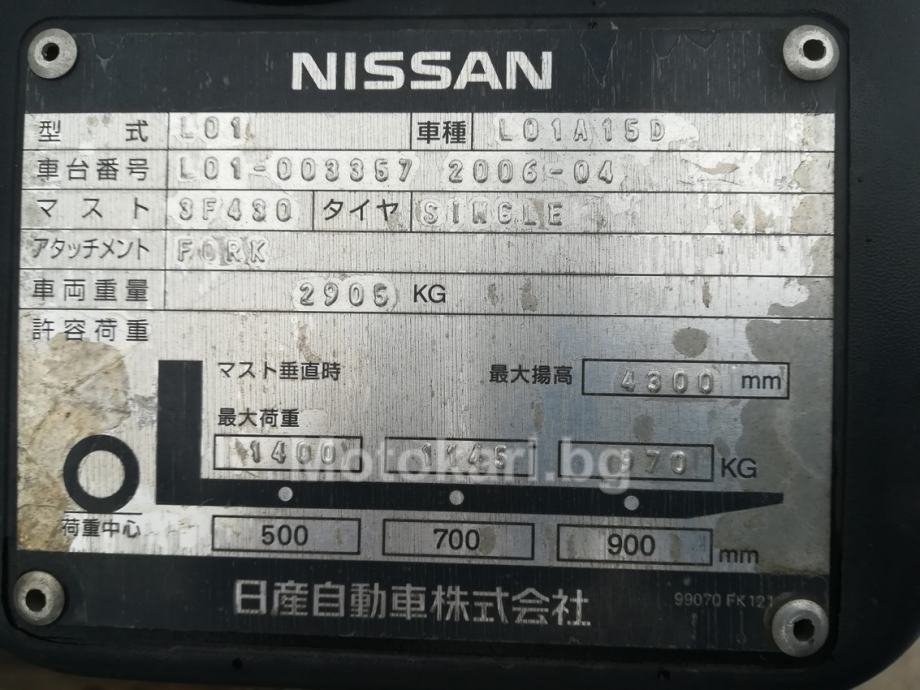 NISSAN
型式 L01 車種 L01A15D
車台番号 L01-003357 2006-04
マスト 3F430 タイヤ SINGLE
アタッチメント FORK
車両重量 2905 KG
許容荷重
マスト垂直時 最大揚高 4300 mm
最大荷重
1400 1145 970 KG
Motokari.bg
荷重中心 500 700 900 mm
日産自動車株式会社 99070 FK121